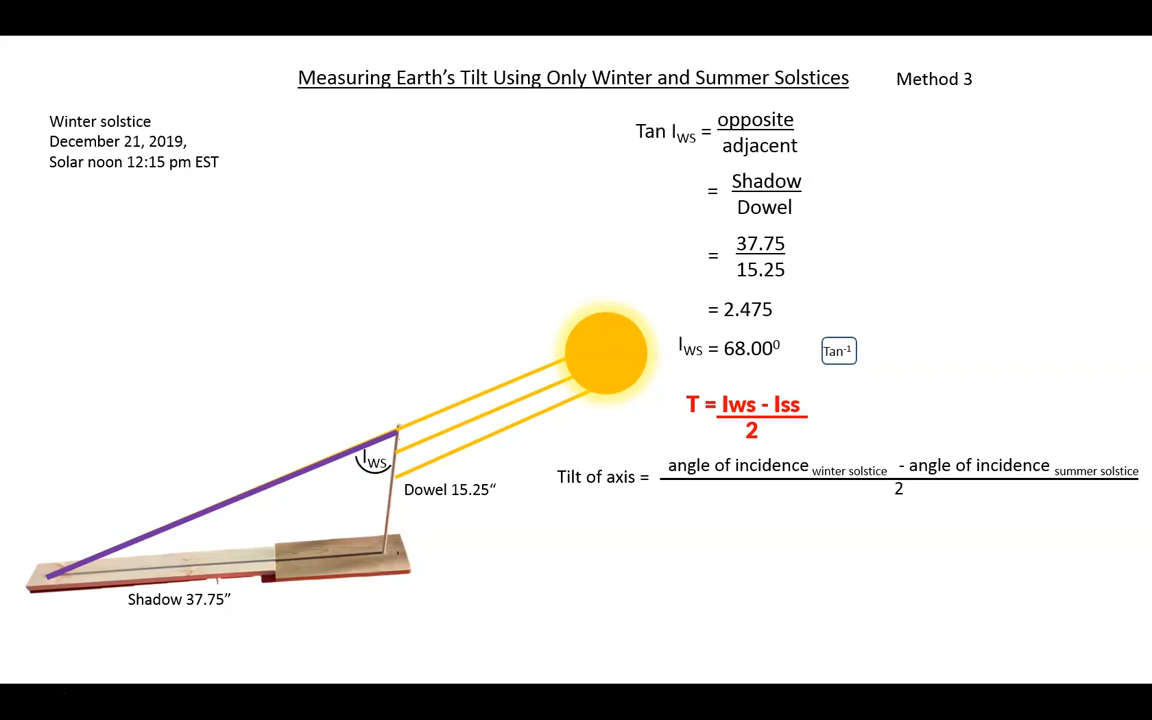 Measuring Earth's Tilt Using Only Winter and Summer Solstices Method 3
Winter solstice
December 21, 2019,
Solar noon 12:15 pm EST
Tan IWS = opposite
adjacent
= Shadow
Dowel
= 37.75
15.25
= 2.475
IWS = 68.00⁰ Tan⁻¹
T = Iws - Iss
2
Tilt of axis = angle of incidence winter solstice - angle of incidence summer solstice
2
IWS
Dowel 15.25“
Shadow 37.75”